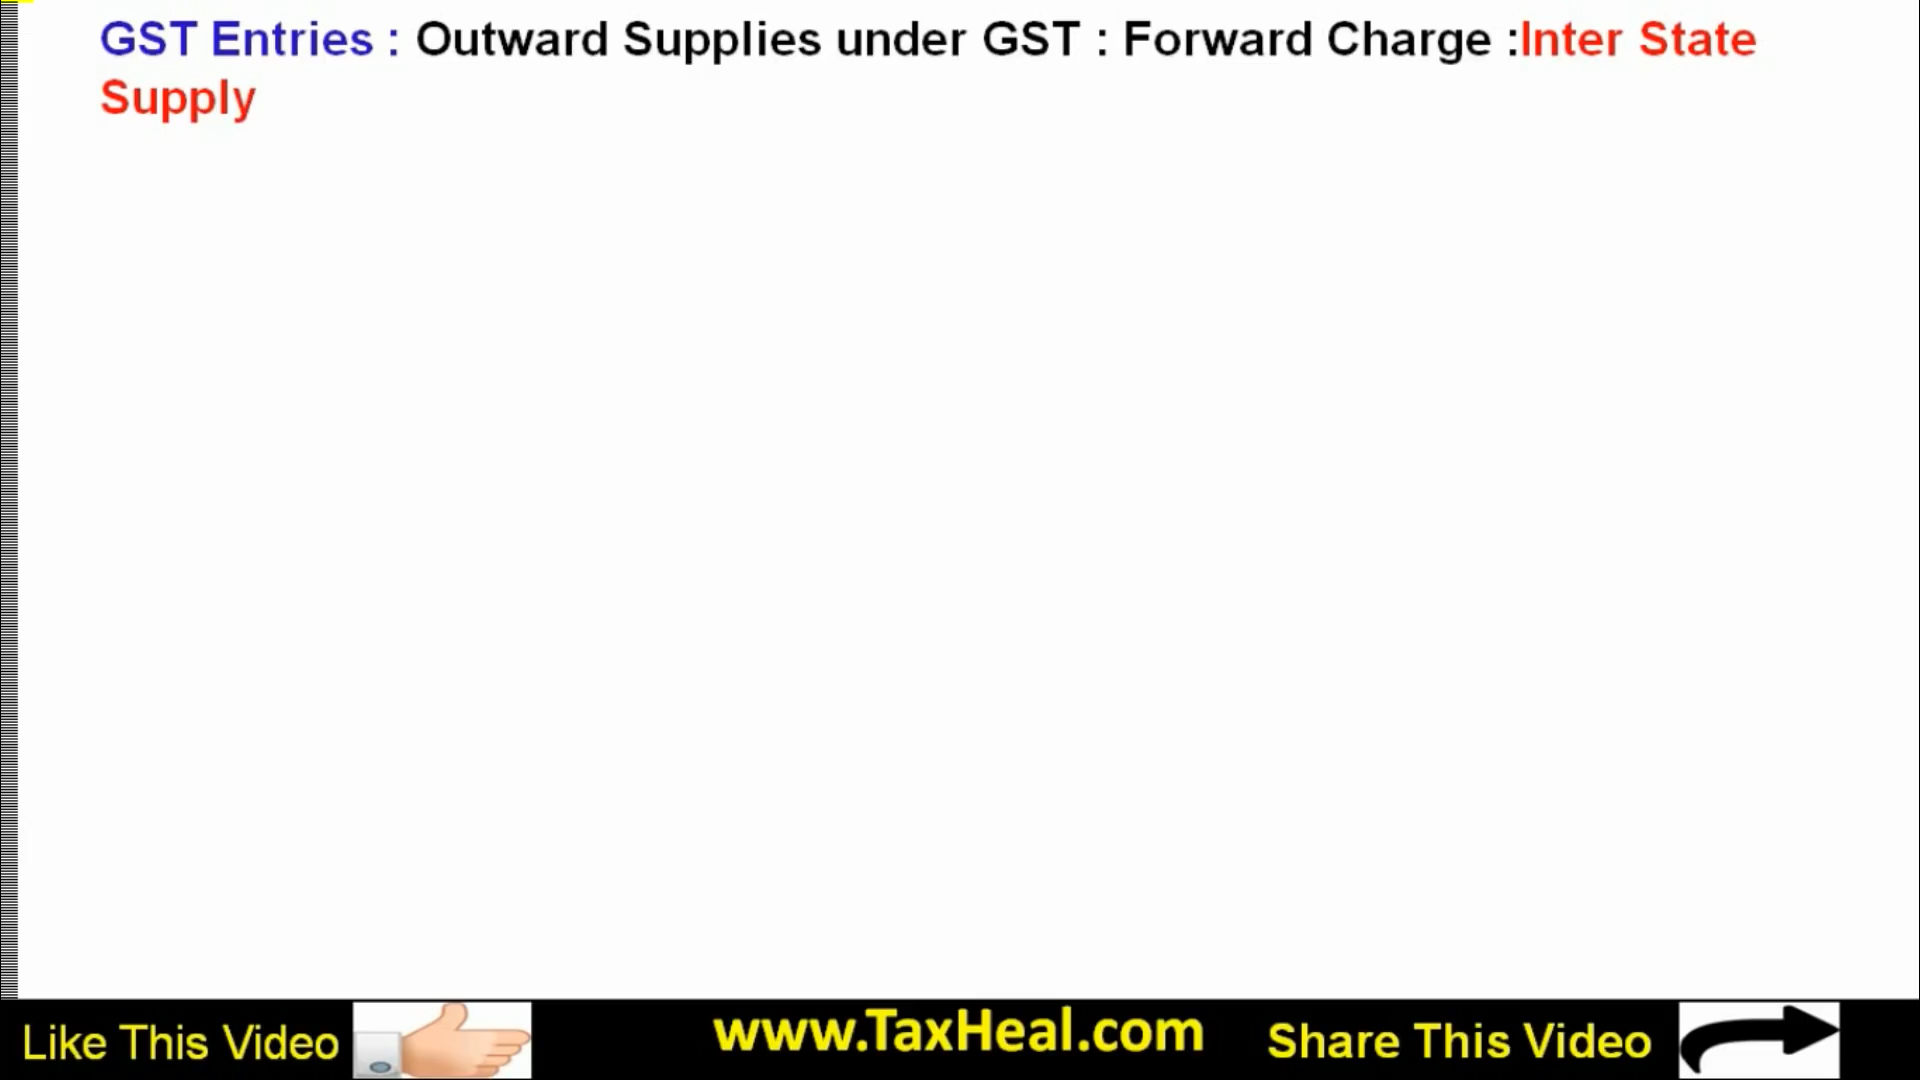 GST Entries : Outward Supplies under GST : Forward Charge :Inter State
Supply
Like This Video
www.TaxHeal.com
Share This Video